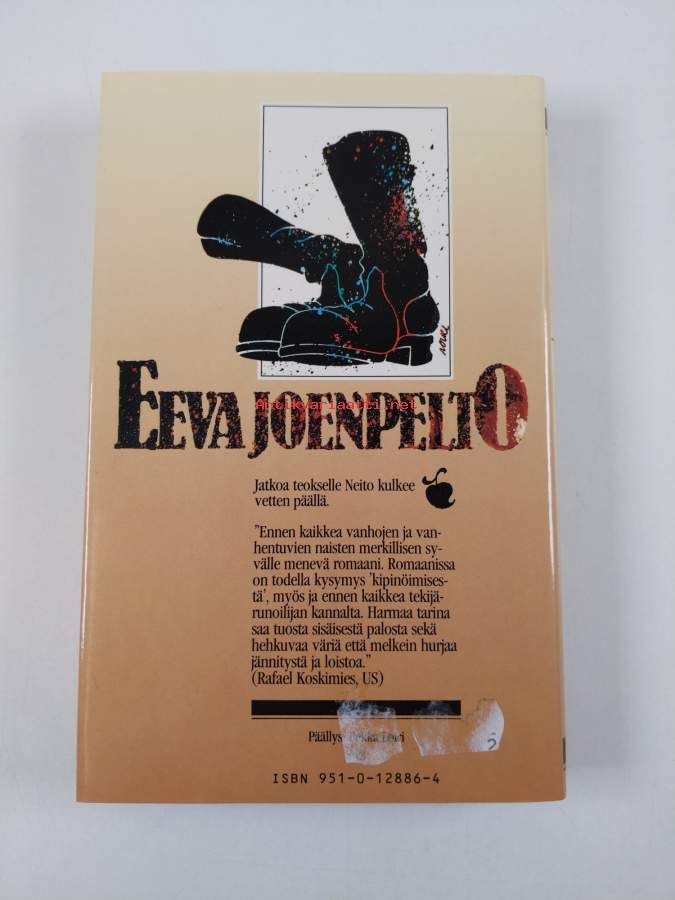 EEVA JOENPELTO
Antikvariaatti.net
Jatkoa teokselle Neito kulkee
vetten päällä.
"Ennen kaikkea vanhojen ja van-
hentuvien naisten merkillisen sy-
välle menevä romaani. Romaanissa
on todella kysymys 'kipinöimises-
tä', myös ja ennen kaikkea tekijä-
runoilijan kannalta. Harmaa tarina
saa tuosta sisäisestä palosta sekä
hehkuvaa väriä että melkein hurjaa
jännitystä ja loistoa."
(Rafael Koskimies, US)
Päällys
5
ISBN 951-0-12886-4